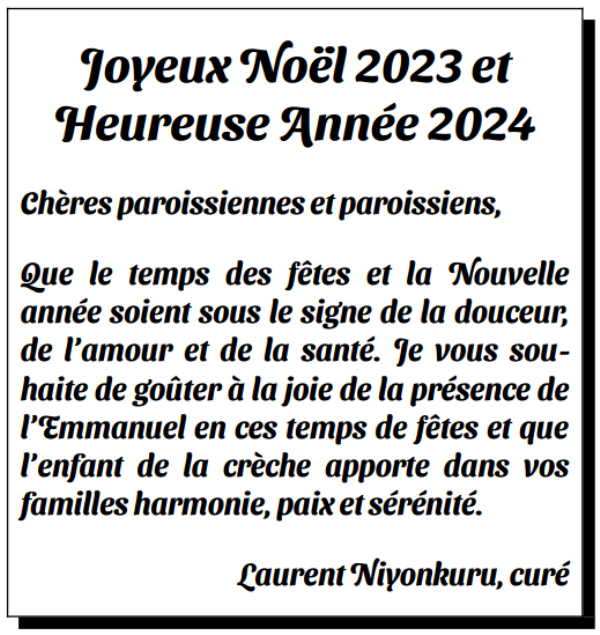 Joyeux Noël 2023 et
Heureuse Année 2024
Chères paroissiennes et paroissiens,
Que le temps des fêtes et la Nouvelle
année soient sous le signe de la douceur,
de l'amour et de la santé. Je vous sou-
haite de goûter à la joie de la présence de
l'Emmanuel en ces temps de fêtes et que
l'enfant de la crèche apporte dans vos
familles harmonie, paix et sérénité.
Laurent Niyonkuru, curé